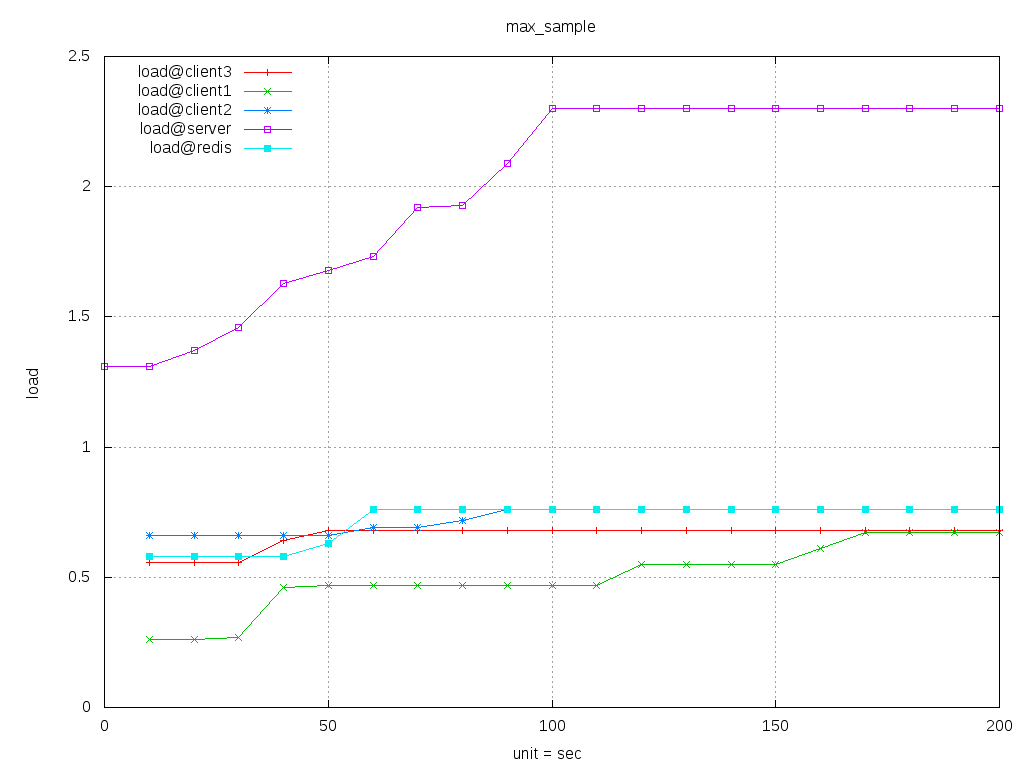 max_sample
2.5
load@client3
load@client1
load@client2
load@server
load@redis
2
1.5
load
1
0.5
0
0 50 100 150 200
unit = sec